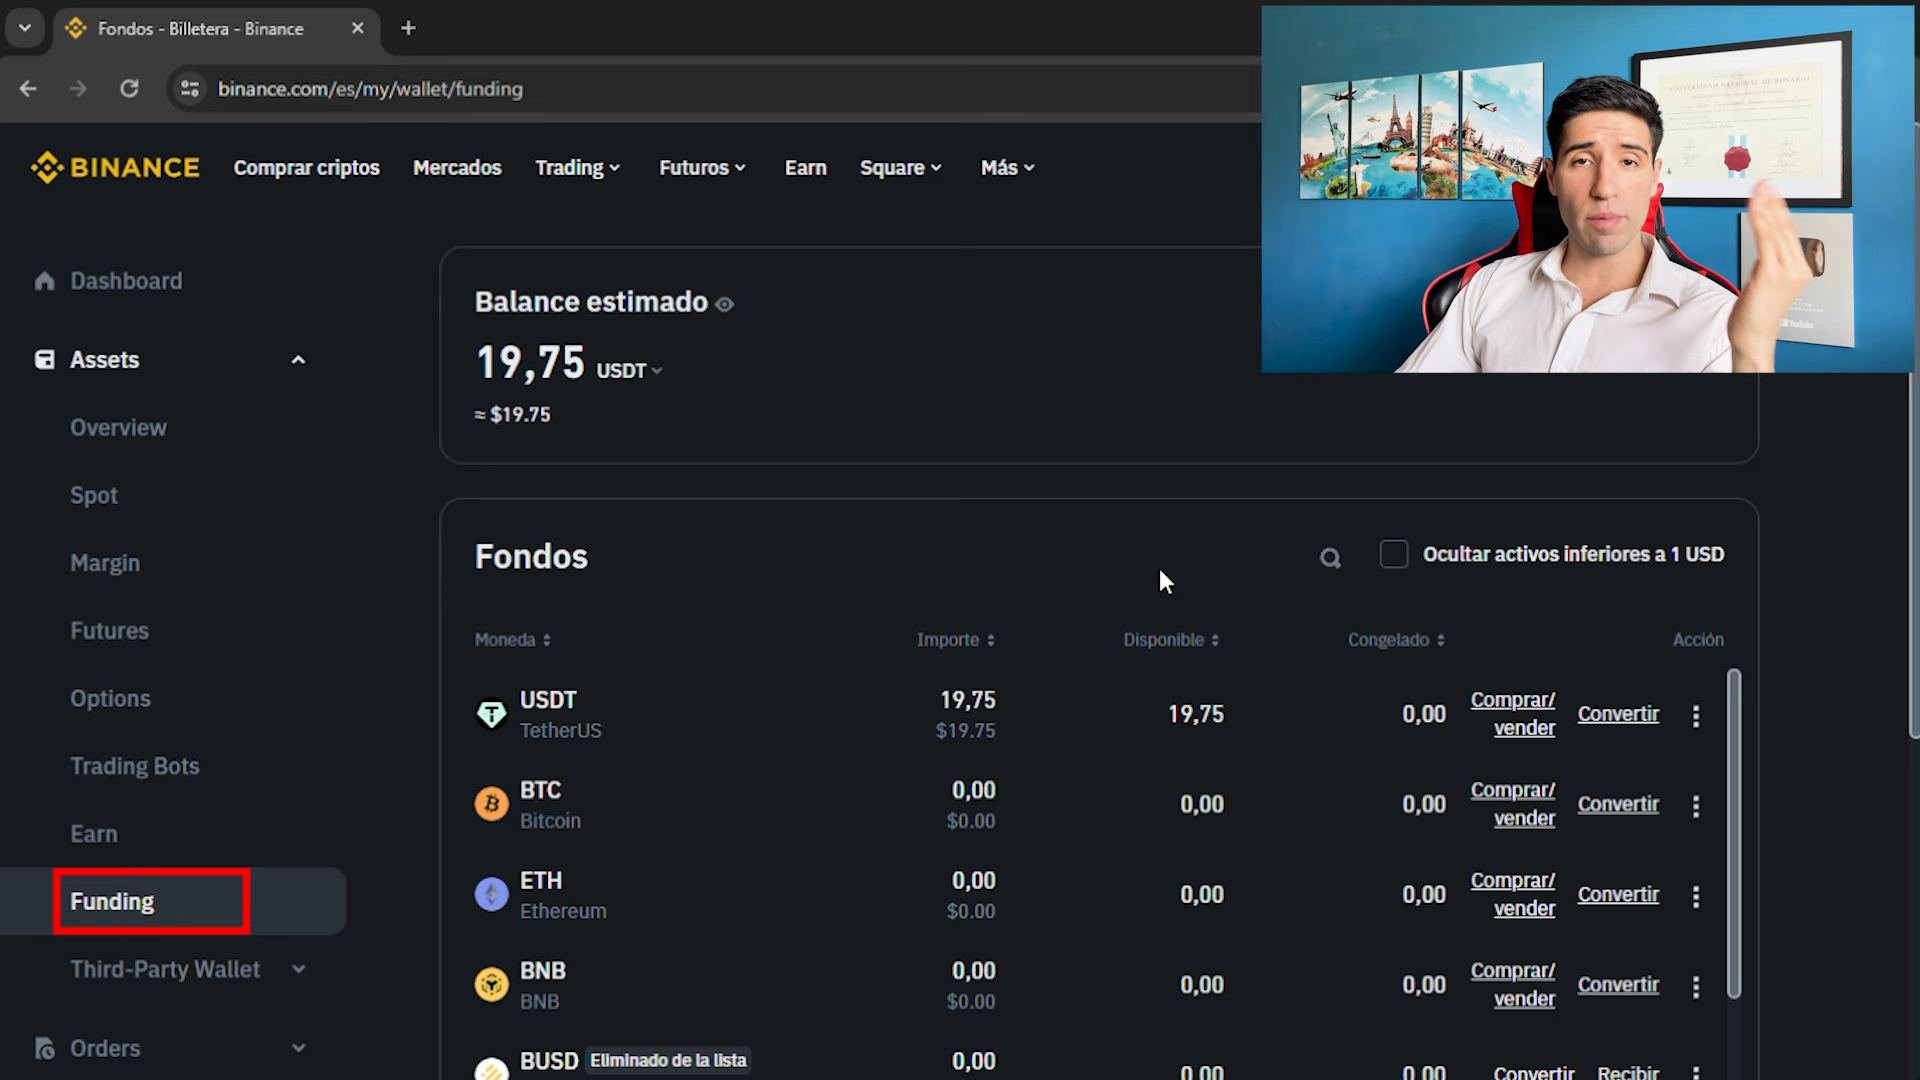 Fondos - Billetera - Binance
binance.com/es/my/wallet/funding
BINANCE
Comprar criptos
Mercados
Trading
Futuros
Earn
Square
Más
UNIVERSIDAD NACIONAL DE ROSARIO
YouTube
Dashboard
Assets
Overview
Spot
Margin
Futures
Options
Trading Bots
Earn
Funding
Third-Party Wallet
Orders
Balance estimado
19,75 USDT
≈ $19.75
Fondos
Ocultar activos inferiores a 1 USD
Moneda
Importe
Disponible
Congelado
Acción
USDT
TetherUS
19,75
$19.75
19,75
0,00
Comprar/
vender
Convertir
BTC
Bitcoin
0,00
$0.00
0,00
0,00
Comprar/
vender
Convertir
ETH
Ethereum
0,00
$0.00
0,00
0,00
Comprar/
vender
Convertir
BNB
BNB
0,00
$0.00
0,00
0,00
Comprar/
vender
Convertir
BUSD Eliminado de la lista
0,00
0,00
0,00
Convertir
Recibir